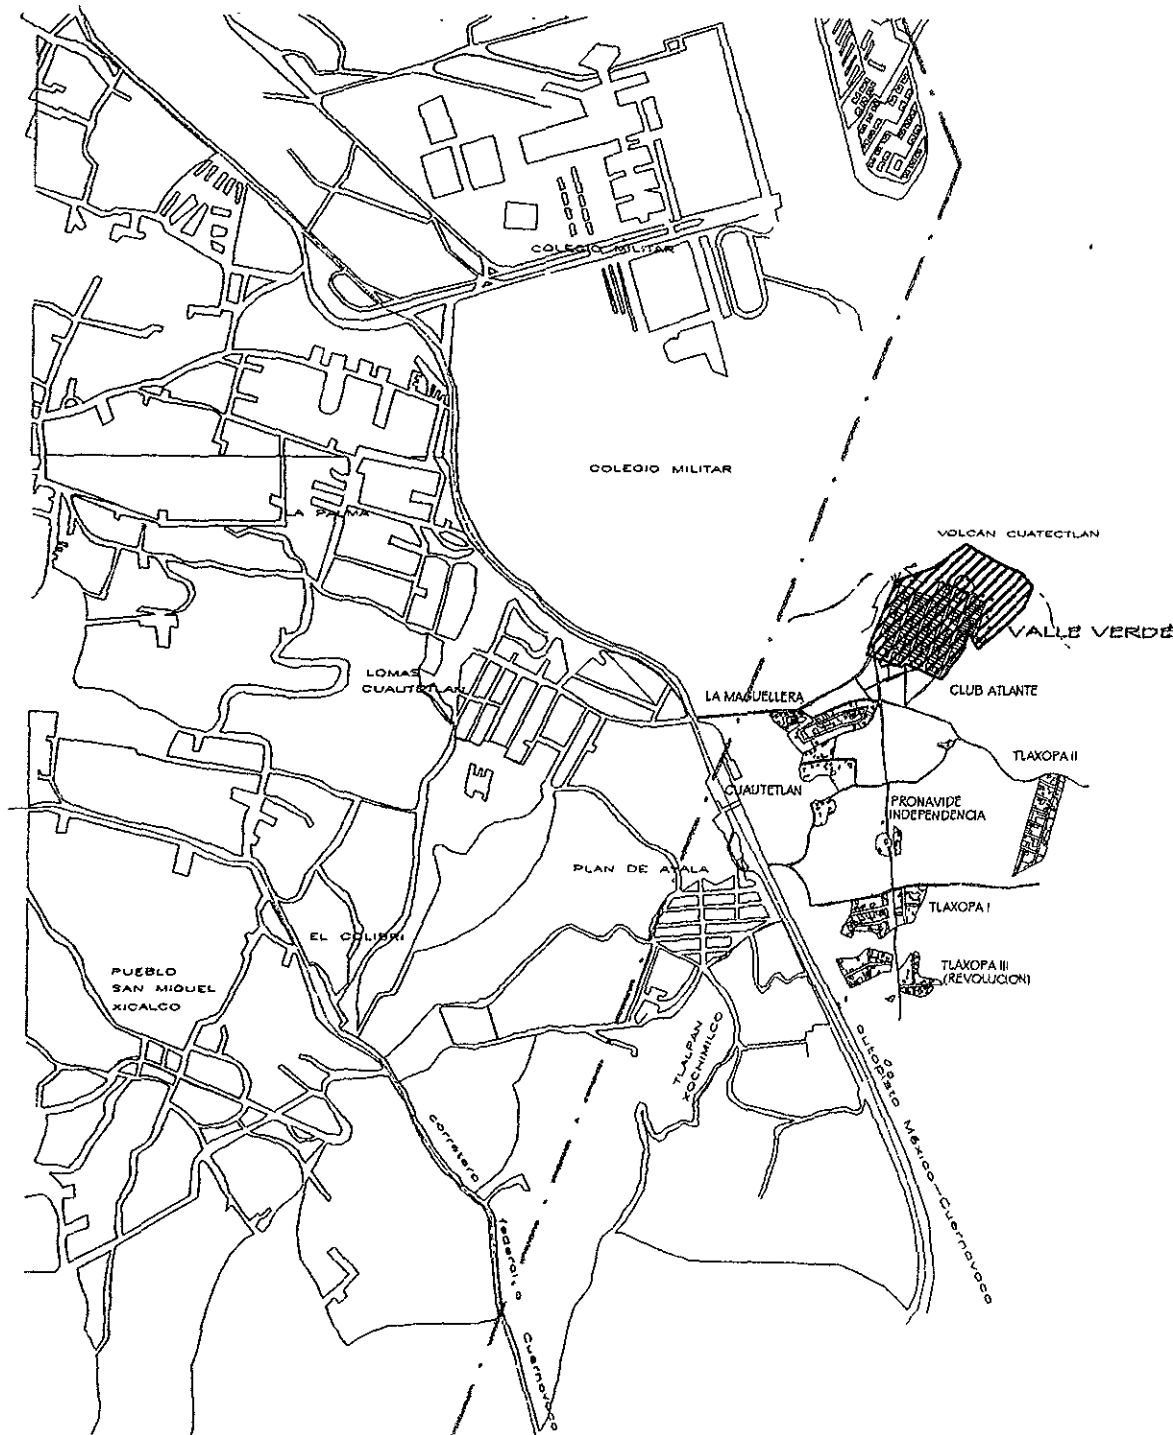 COLEGIO MILITAR
COLEGIO MILITAR
LA PALMA
VOLCAN CUATECTLAN
VALLE VERDE
LOMAS
CUAUTETLAN
LA MAGUELLERA
CLUB ATLANTE
TLAXOPA II
CUAUTETLAN
PRONAVIDE
INDEPENDENCIA
PLAN DE AYALA
TLAXOPA I
EL COLIBRI
PUEBLO
SAN MIGUEL
XICALCO
TLAXOPA III
(REVOLUCION)
TLALPAN
XOCHIMILCO
autopista México-Cuernavaca
carretera federal a Cuernavaca